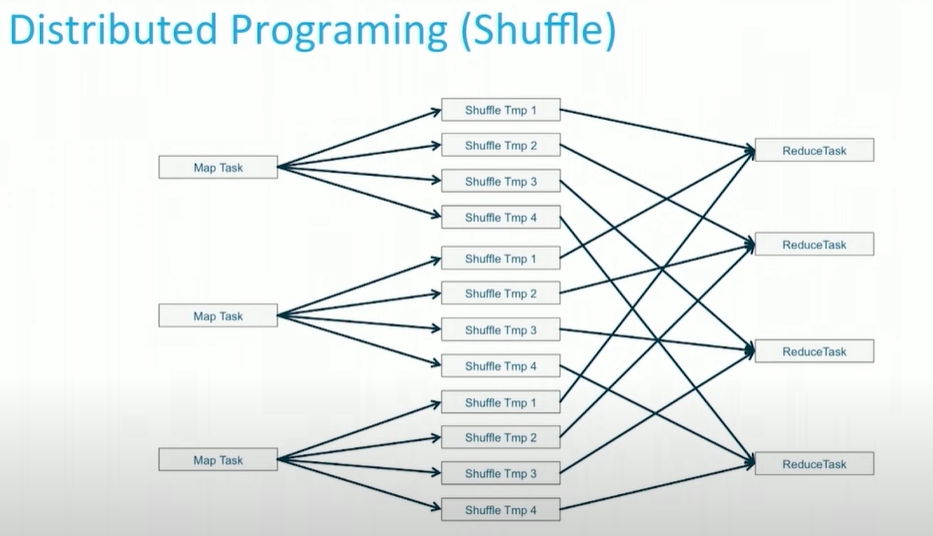 Distributed Programing (Shuffle)
Map Task
Shuffle Tmp 1
Shuffle Tmp 2
Shuffle Tmp 3
Shuffle Tmp 4
Map Task
Shuffle Tmp 1
Shuffle Tmp 2
Shuffle Tmp 3
Shuffle Tmp 4
Map Task
Shuffle Tmp 1
Shuffle Tmp 2
Shuffle Tmp 3
Shuffle Tmp 4
ReduceTask
ReduceTask
ReduceTask
ReduceTask